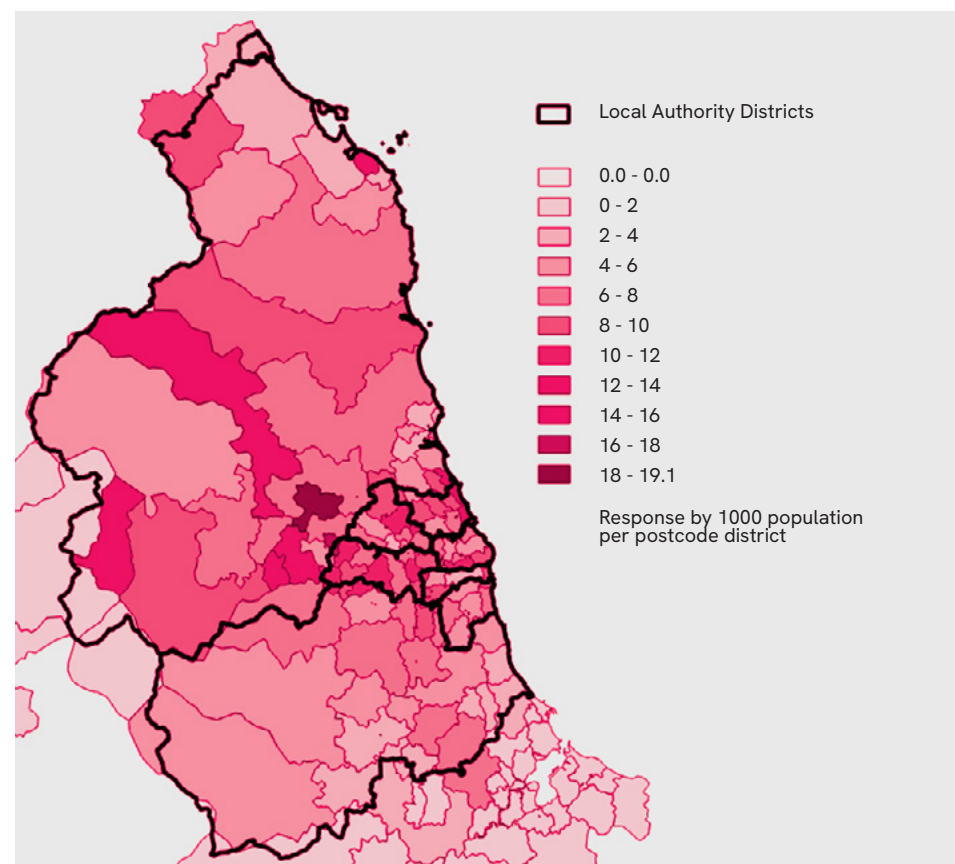 Local Authority Districts
0.0 - 0.0
0 - 2
2 - 4
4 - 6
6 - 8
8 - 10
10 - 12
12 - 14
14 - 16
16 - 18
18 - 19.1
Response by 1000 population
per postcode district